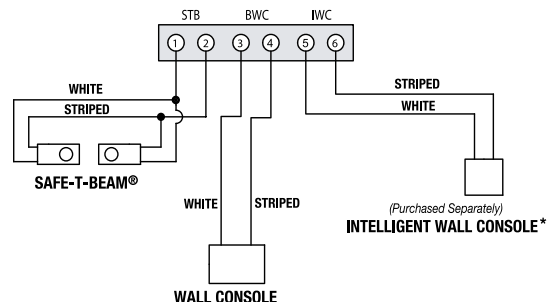 STB BWC IWC
1 2 3 4 5 6
WHITE
STRIPED
STRIPED
WHITE
SAFE-T-BEAM®
WHITE STRIPED
(Purchased Separately)
INTELLIGENT WALL CONSOLE*
WALL CONSOLE